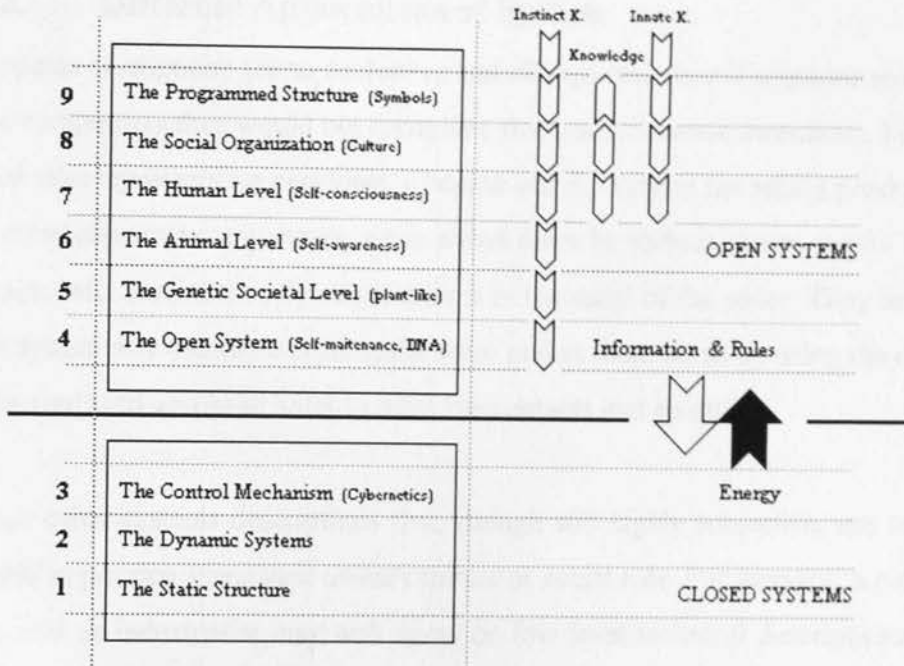 Instinct K. Innate K.
Knowledge
9 The Programmed Structure (Symbols)
8 The Social Organization (Culture)
7 The Human Level (Self-consciousness)
6 The Animal Level (Self-awareness)
OPEN SYSTEMS
5 The Genetic Societal Level (plant-like)
4 The Open System (Self-maitenance, DNA)
Information & Rules
3 The Control Mechanism (Cybernetics)
Energy
2 The Dynamic Systems
1 The Static Structure
CLOSED SYSTEMS